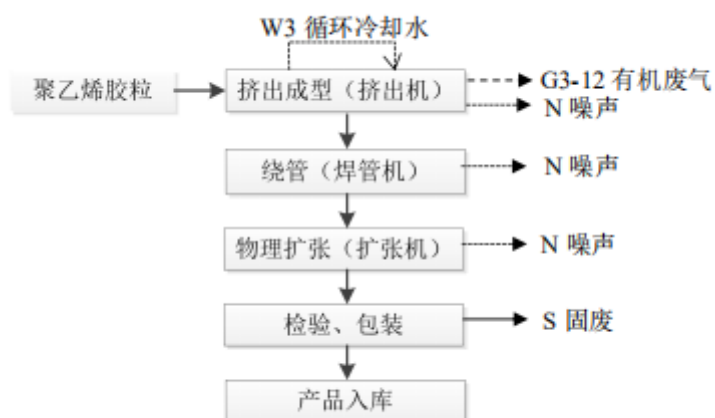 W3 循环冷却水
聚乙烯胶粒
挤出成型（挤出机）
G3-12 有机废气
N 噪声
绕管（焊管机）
N 噪声
物理扩张（扩张机）
N 噪声
检验、包装
S 固废
产品入库